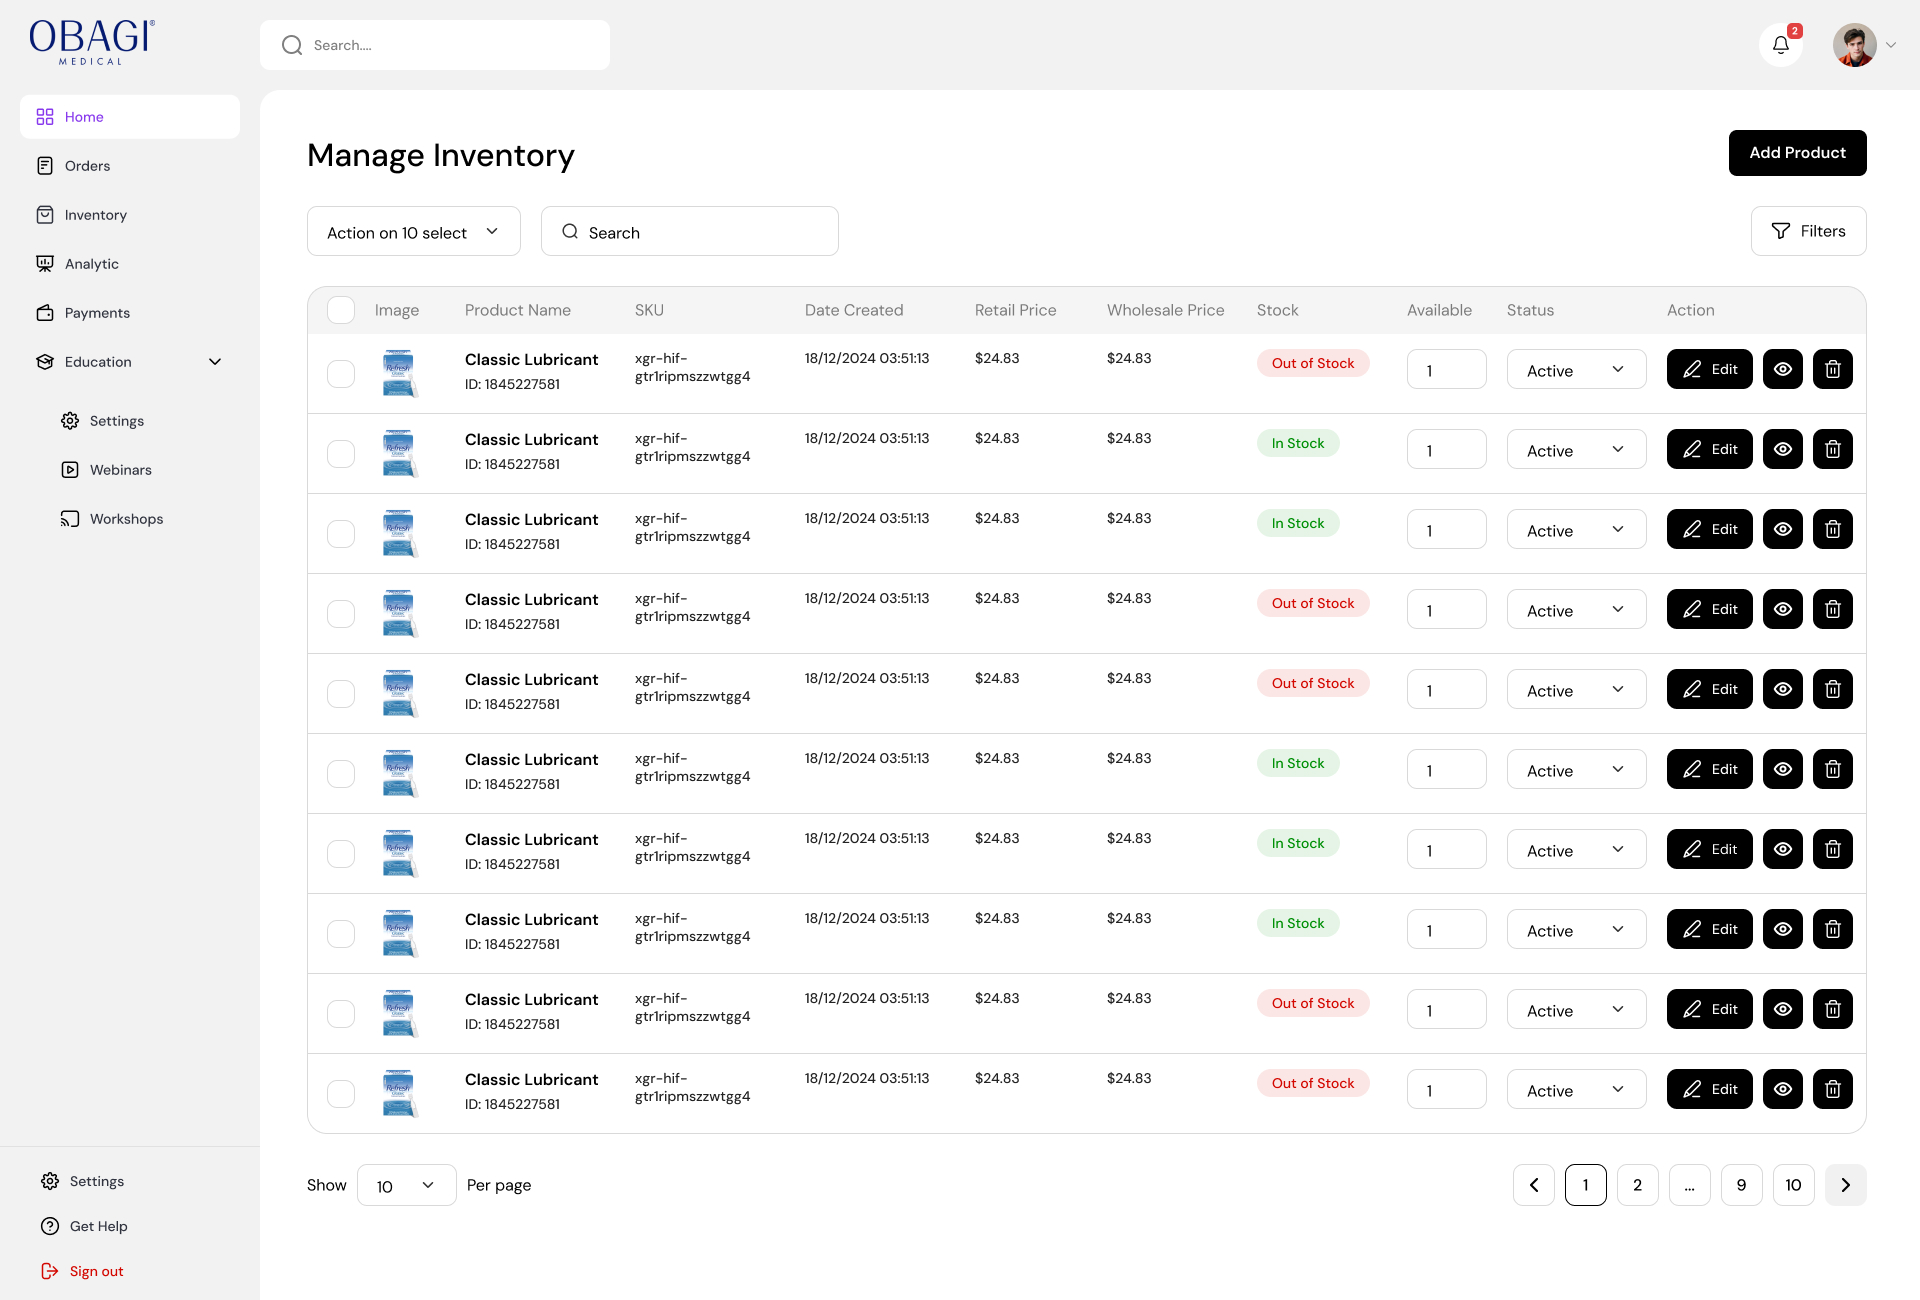 OBAGI®
MEDICAL
Search....
2
Home
Orders
Inventory
Analytic
Payments
Education
Settings
Webinars
Workshops
Settings
Get Help
Sign out
Manage Inventory
Add Product
Action on 10 select
Search
Filters
Image Product Name SKU Date Created Retail Price Wholesale Price Stock Available Status Action
Refresh Classic Lubricant xgr-hif- 18/12/2024 03:51:13 $24.83 $24.83 Out of Stock 1 Active Edit
ID: 1845227581 gtr1ripmszzwtgg4
Refresh Classic Lubricant xgr-hif- 18/12/2024 03:51:13 $24.83 $24.83 In Stock 1 Active Edit
ID: 1845227581 gtr1ripmszzwtgg4
Refresh Classic Lubricant xgr-hif- 18/12/2024 03:51:13 $24.83 $24.83 In Stock 1 Active Edit
ID: 1845227581 gtr1ripmszzwtgg4
Refresh Classic Lubricant xgr-hif- 18/12/2024 03:51:13 $24.83 $24.83 Out of Stock 1 Active Edit
ID: 1845227581 gtr1ripmszzwtgg4
Refresh Classic Lubricant xgr-hif- 18/12/2024 03:51:13 $24.83 $24.83 Out of Stock 1 Active Edit
ID: 1845227581 gtr1ripmszzwtgg4
Refresh Classic Lubricant xgr-hif- 18/12/2024 03:51:13 $24.83 $24.83 In Stock 1 Active Edit
ID: 1845227581 gtr1ripmszzwtgg4
Refresh Classic Lubricant xgr-hif- 18/12/2024 03:51:13 $24.83 $24.83 In Stock 1 Active Edit
ID: 1845227581 gtr1ripmszzwtgg4
Refresh Classic Lubricant xgr-hif- 18/12/2024 03:51:13 $24.83 $24.83 In Stock 1 Active Edit
ID: 1845227581 gtr1ripmszzwtgg4
Refresh Classic Lubricant xgr-hif- 18/12/2024 03:51:13 $24.83 $24.83 Out of Stock 1 Active Edit
ID: 1845227581 gtr1ripmszzwtgg4
Refresh Classic Lubricant xgr-hif- 18/12/2024 03:51:13 $24.83 $24.83 Out of Stock 1 Active Edit
ID: 1845227581 gtr1ripmszzwtgg4
Show 10 Per page
1 2 ... 9 10